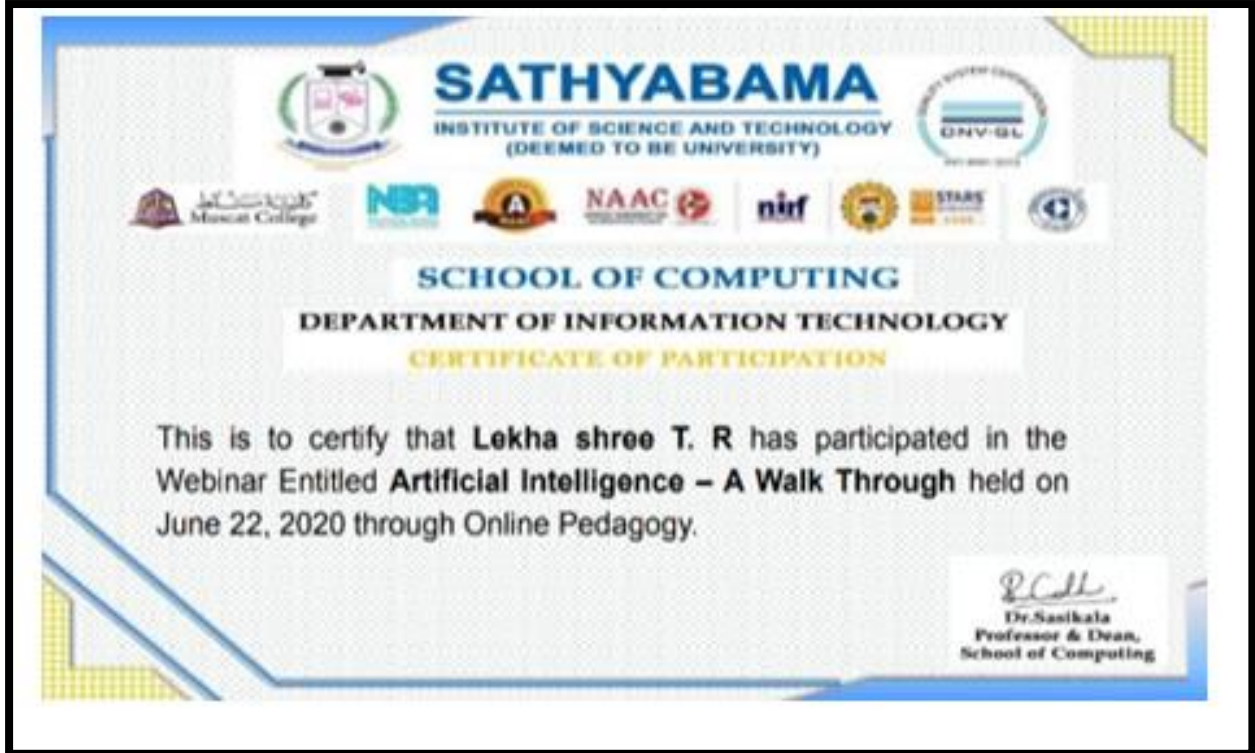 SATHYABAMA
INSTITUTE OF SCIENCE AND TECHNOLOGY
(DEEMED TO BE UNIVERSITY)
DNV·GL
Muscat College
NBA
A
NAAC
nirf
STARS
SCHOOL OF COMPUTING
DEPARTMENT OF INFORMATION TECHNOLOGY
CERTIFICATE OF PARTICIPATION
This is to certify that Lekha shree T. R has participated in the
Webinar Entitled Artificial Intelligence – A Walk Through held on
June 22, 2020 through Online Pedagogy.
Dr.Sasikala
Professor & Dean,
School of Computing